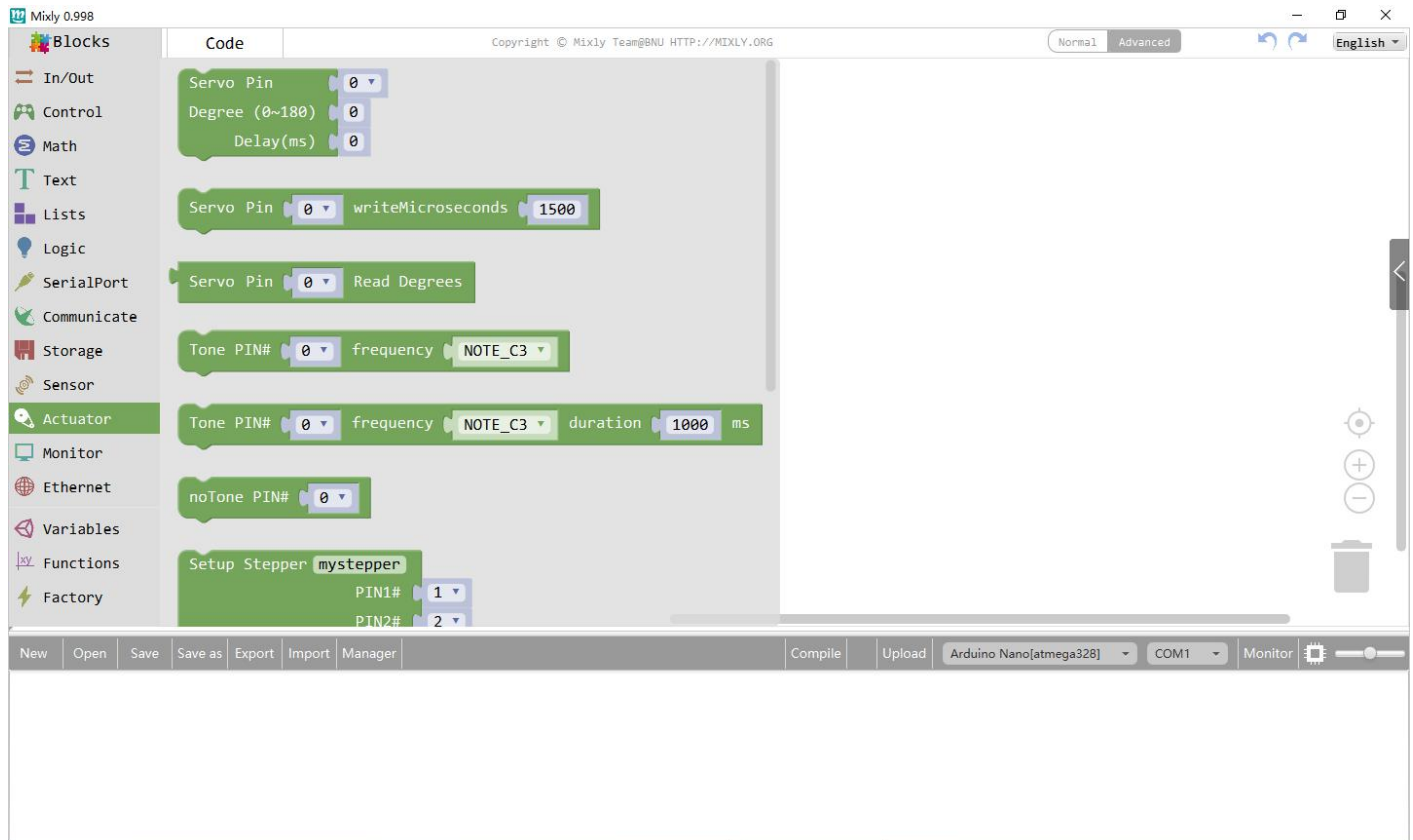 Mixly 0.998
Blocks
Code
Copyright © Mixly Team@BNU HTTP://MIXLY.ORG
Normal Advanced
English
In/Out
Control
Math
Text
Lists
Logic
SerialPort
Communicate
Storage
Sensor
Actuator
Monitor
Ethernet
Variables
xy Functions
Factory
Servo Pin 0
Degree (0~180) 0
Delay(ms) 0
Servo Pin 0 writeMicroseconds 1500
Servo Pin 0 Read Degrees
Tone PIN# 0 frequency NOTE_C3
Tone PIN# 0 frequency NOTE_C3 duration 1000 ms
noTone PIN# 0
Setup Stepper mystepper
PIN1# 1
PIN2# 2
New Open Save Save as Export Import Manager Compile Upload Arduino Nano[atmega328] COM1 Monitor